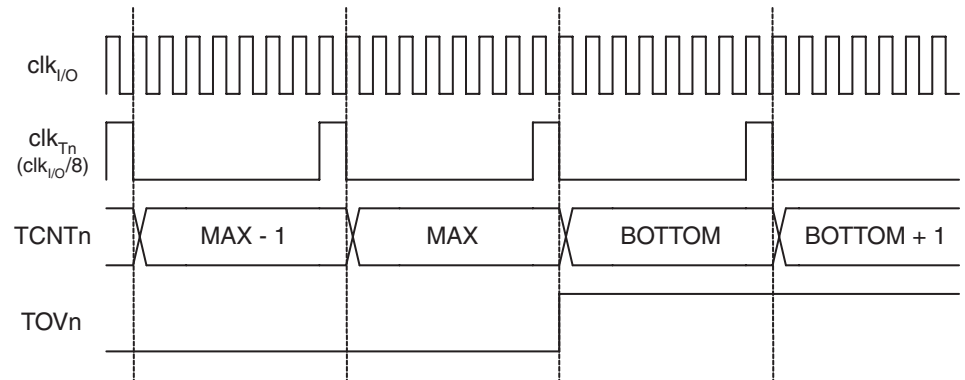 clkI/O
clkTn
(clkI/O/8)
TCNTn
MAX - 1
MAX
BOTTOM
BOTTOM + 1
TOVn